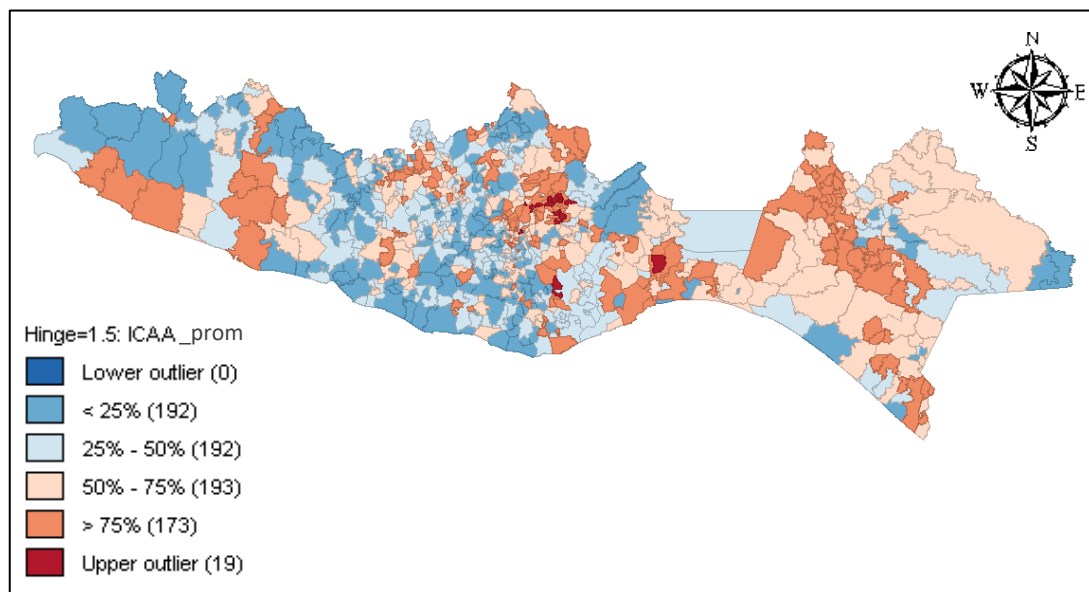 N
W E
S
Hinge=1.5: ICAA_prom
Lower outlier (0)
< 25% (192)
25% - 50% (192)
50% - 75% (193)
> 75% (173)
Upper outlier (19)